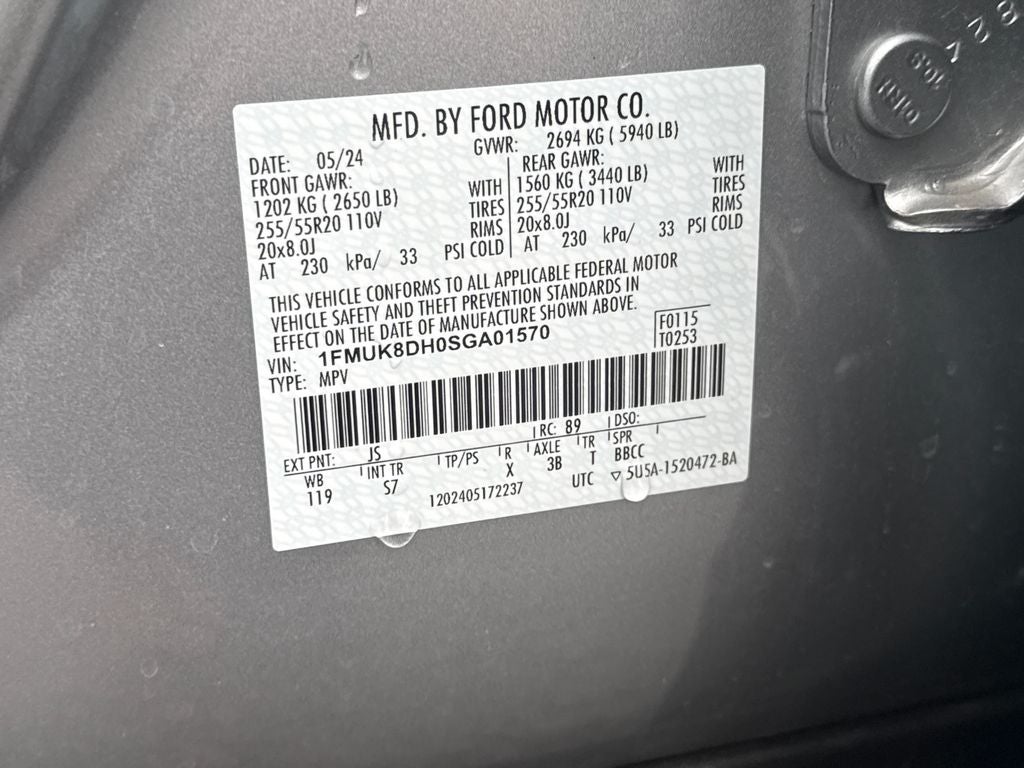 MFD. BY FORD MOTOR CO.
DATE: 05/24 GVWR: 2694 KG ( 5940 LB)
FRONT GAWR: REAR GAWR:
1202 KG ( 2650 LB) WITH 1560 KG ( 3440 LB) WITH
255/55R20 110V TIRES 255/55R20 110V TIRES
20x8.0J RIMS 20x8.0J RIMS
AT 230 kPa/ 33 PSI COLD AT 230 kPa/ 33 PSI COLD
THIS VEHICLE CONFORMS TO ALL APPLICABLE FEDERAL MOTOR
VEHICLE SAFETY AND THEFT PREVENTION STANDARDS IN
EFFECT ON THE DATE OF MANUFACTURE SHOWN ABOVE.
VIN: 1FMUK8DH0SGA01570
TYPE: MPV
F0115
T0253
EXT PNT: JS RC: 89 DSO:
WB INT TR TP/PS R AXLE TR SPR
119 S7 X 3B T BBCC
1202405172237 UTC ▽ 5U5A-1520472-BA
824
10.9